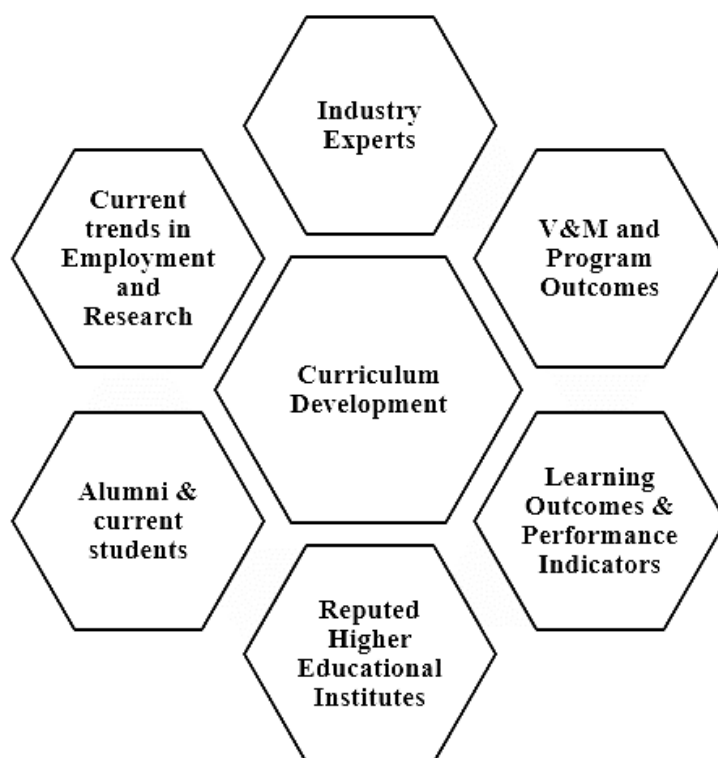 Industry
Experts
Current
trends in
Employment
and
Research
V&M and
Program
Outcomes
Curriculum
Development
Alumni &
current
students
Learning
Outcomes &
Performance
Indicators
Reputed
Higher
Educational
Institutes